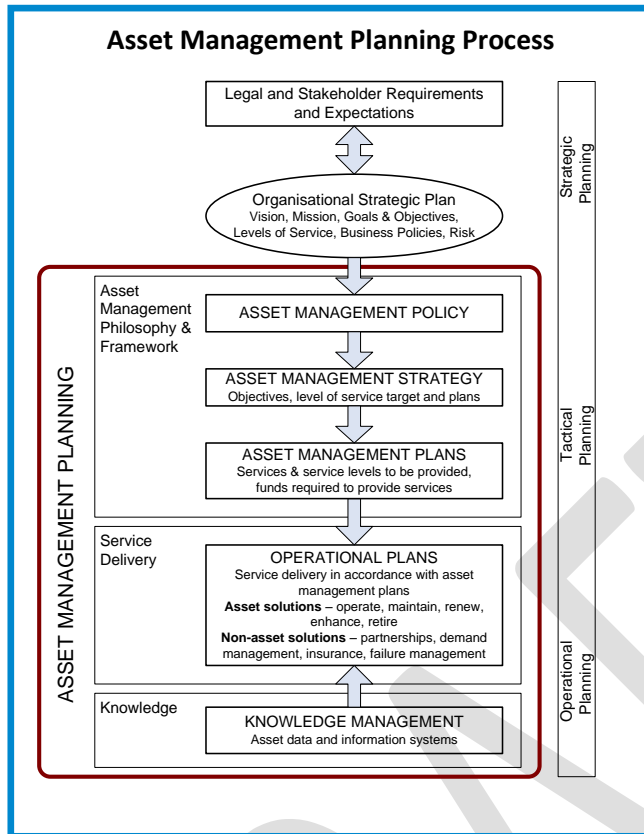 Asset Management Planning Process
Legal and Stakeholder Requirements
and Expectations
Organisational Strategic Plan
Vision, Mission, Goals & Objectives,
Levels of Service, Business Policies, Risk
Strategic
Planning
ASSET MANAGEMENT PLANNING
Asset
Management
Philosophy &
Framework
ASSET MANAGEMENT POLICY
ASSET MANAGEMENT STRATEGY
Objectives, level of service target and plans
ASSET MANAGEMENT PLANS
Services & service levels to be provided,
funds required to provide services
Tactical
Planning
Service
Delivery
OPERATIONAL PLANS
Service delivery in accordance with asset
management plans
Asset solutions – operate, maintain, renew,
enhance, retire
Non-asset solutions – partnerships, demand
management, insurance, failure management
Knowledge
KNOWLEDGE MANAGEMENT
Asset data and information systems
Operational
Planning